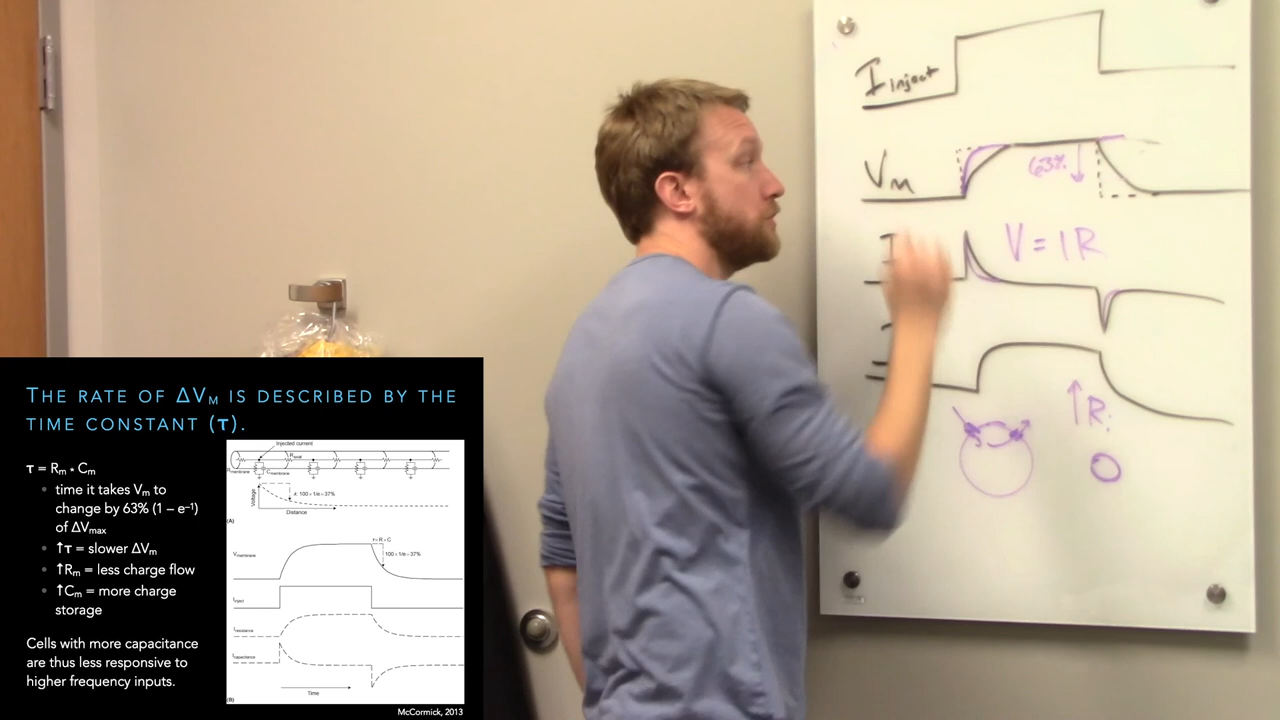 THE RATE OF ΔVM IS DESCRIBED BY THE
TIME CONSTANT (τ).
τ = Rm * Cm
• time it takes Vm to
change by 63% (1 – e⁻¹)
of ΔVmax
• ↑τ = slower ΔVm
• ↑Rm = less charge flow
• ↑Cm = more charge
storage
Cells with more capacitance
are thus less responsive to
higher frequency inputs.
Injected current
Raxial
Cmembrane
Voltage
λ 100 × 1/e = 37%
Distance
(A)
τ = R × C
Vmembrane
100 × 1/e = 37%
Iresistance
Icapacitance
Time
(B)
McCormick, 2013
Iinject
VM
63% ↓
I
V = IR
↑R